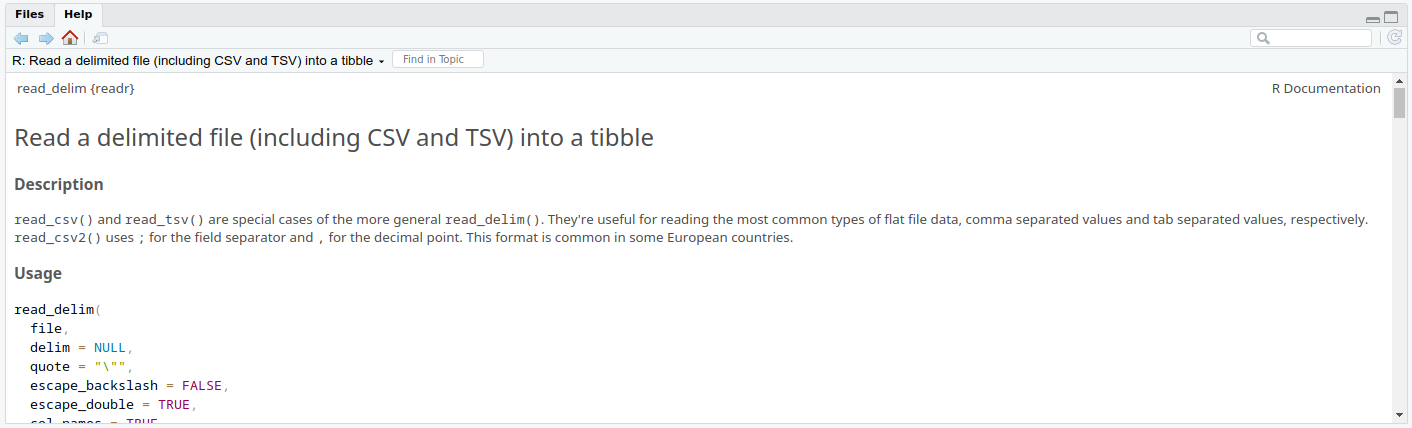 Files Help
R: Read a delimited file (including CSV and TSV) into a tibble Find in Topic
read_delim {readr} R Documentation
Read a delimited file (including CSV and TSV) into a tibble
Description
read_csv() and read_tsv() are special cases of the more general read_delim(). They're useful for reading the most common types of flat file data, comma separated values and tab separated values, respectively.
read_csv2() uses ; for the field separator and , for the decimal point. This format is common in some European countries.
Usage
read_delim(
  file,
  delim = NULL,
  quote = "\"",
  escape_backslash = FALSE,
  escape_double = TRUE,
  col_names = TRUE